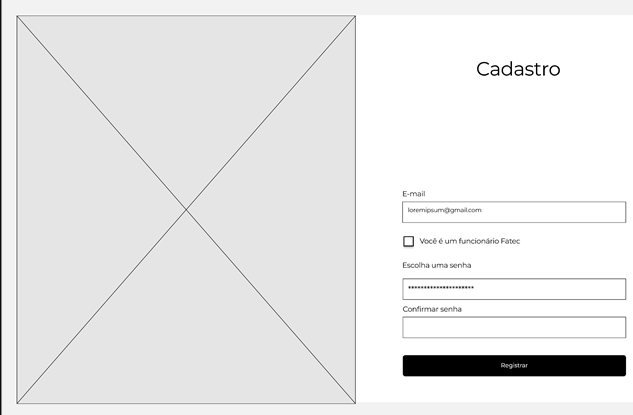 Cadastro
E-mail
loremipsum@gmail.com
Você é um funcionário Fatec
Escolha uma senha
*********************
Confirmar senha
Registrar